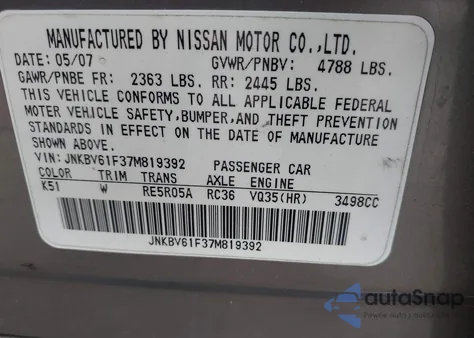 MANUFACTURED BY NISSAN MOTOR CO.,LTD.
DATE: 05/07 GVWR/PNBV: 4788 LBS.
GAWR/PNBE FR: 2363 LBS. RR: 2445 LBS.
THIS VEHICLE CONFORMS TO ALL APPLICABLE FEDERAL
MOTOR VEHICLE SAFETY, BUMPER, AND THEFT PREVENTION
STANDARDS IN EFFECT ON THE DATE OF MANUFACTURE
SHOWN ABOVE.
VIN: JNKBV61F37M819392 PASSENGER CAR
COLOR TRIM TRANS AXLE ENGINE
K51 W RE5R05A RC36 VQ35(HR) 3498CC
JNKBV61F37M819392
autoSnap
Pewne auto z aukcji